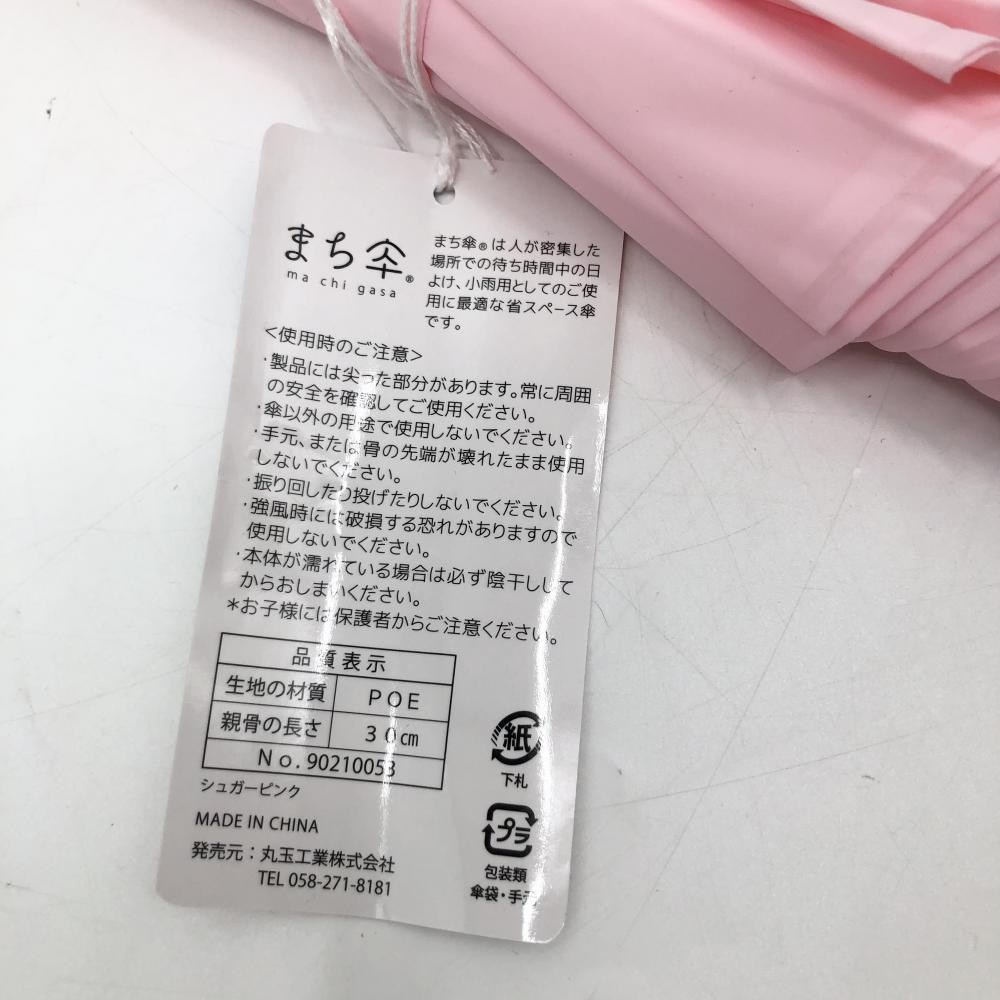 まち傘®
ma chi gasa
まち傘®は人が密集した
場所での待ち時間中の日
よけ、小雨用としてのご使
用に最適な省スペース傘
です。
<使用時のご注意>
・製品には尖った部分があります。常に周囲
の安全を確認してご使用ください。
・傘以外の用途で使用しないでください。
・手元、または骨の先端が壊れたまま使用
しないでください。
・振り回したり投げたりしないでください。
・強風時には破損する恐れがありますので
使用しないでください。
・本体が濡れている場合は必ず陰干しして
からおしまいください。
＊お子様には保護者からご注意ください。
品質表示
生地の材質 POE
親骨の長さ 30㎝
No.90210053
シュガーピンク
MADE IN CHINA
発売元：丸玉工業株式会社
TEL 058-271-8181
紙
下札
プラ
包装類
傘袋・手元